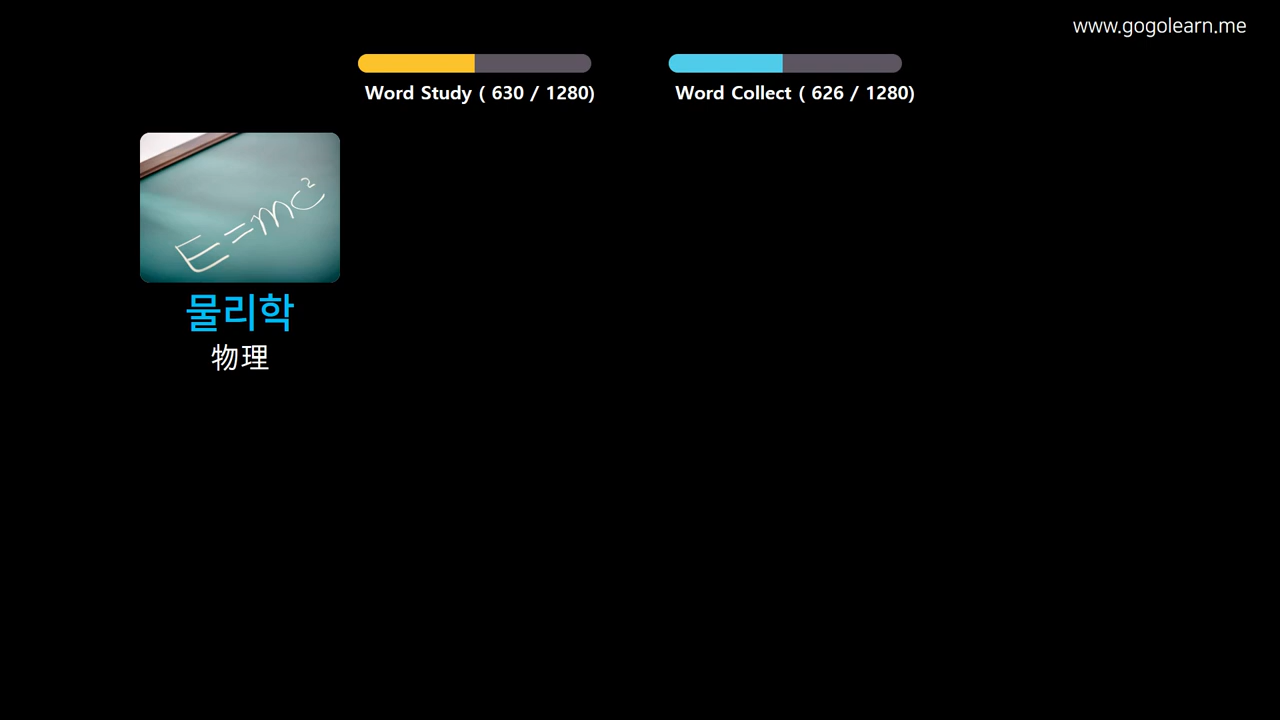 www.gogolearn.me
Word Study ( 630 / 1280)
Word Collect ( 626 / 1280)
E=mc²
물리학
物理